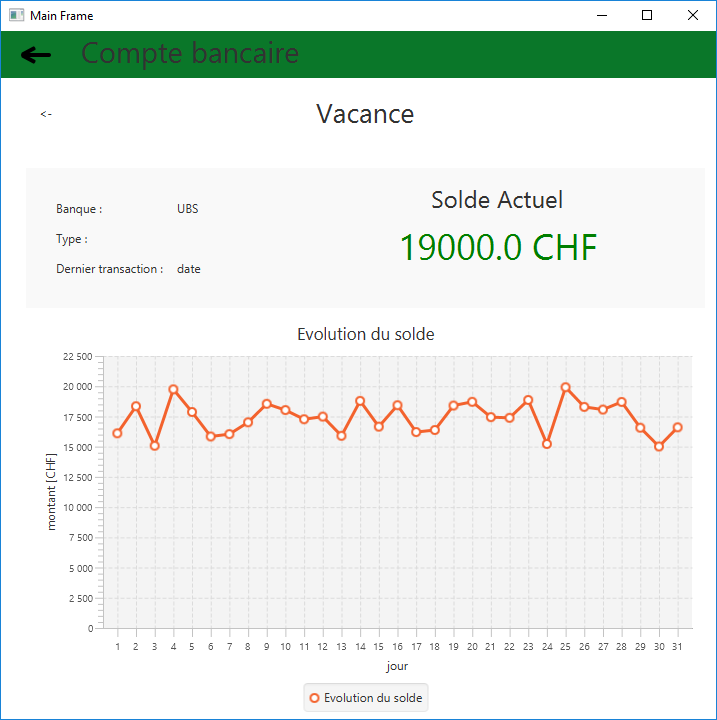 Main Frame
Compte bancaire
<-
Vacance
Banque : UBS
Type :
Dernier transaction : date
Solde Actuel
19000.0 CHF
Evolution du solde
22 500
20 000
17 500
15 000
12 500
10 000
7 500
5 000
2 500
0
montant [CHF]
1 2 3 4 5 6 7 8 9 10 11 12 13 14 15 16 17 18 19 20 21 22 23 24 25 26 27 28 29 30 31
jour
Evolution du solde